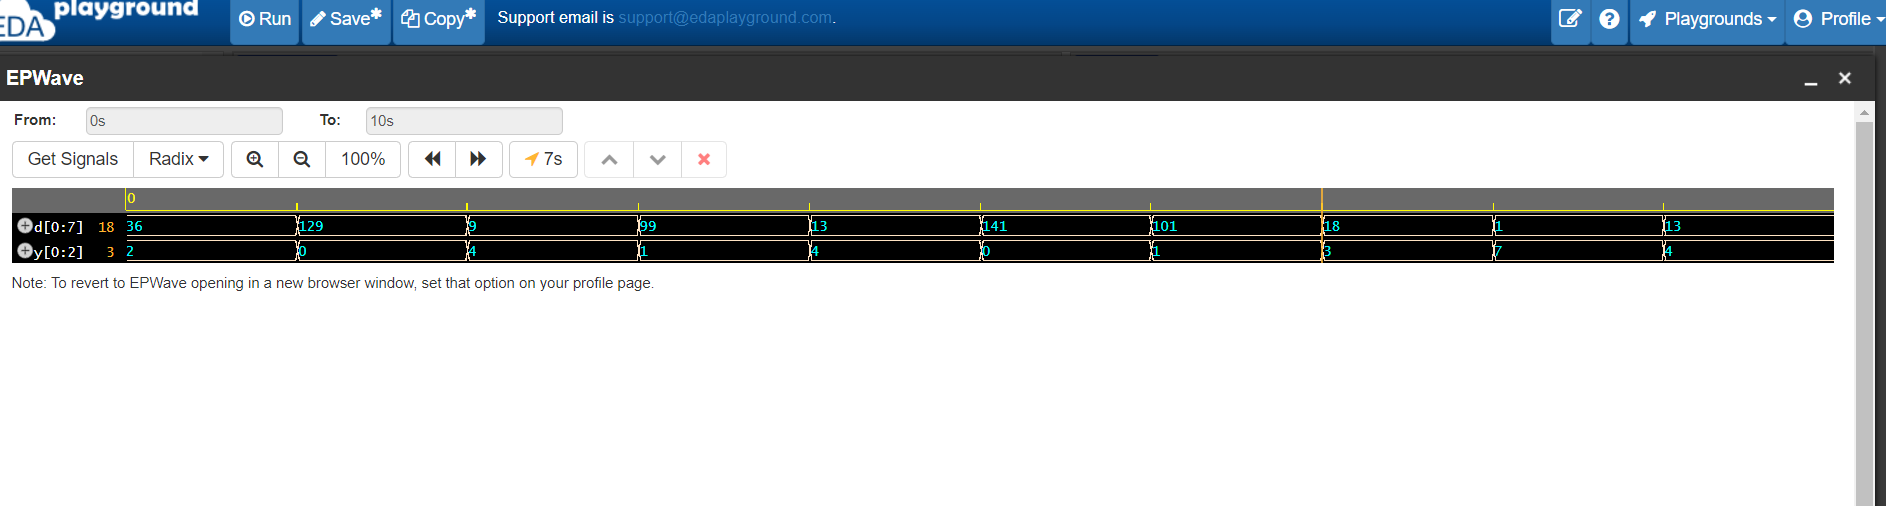 EDA playground
Run Save* Copy* Support email is support@edaplayground.com. Playgrounds Profile
EPWave
From: 0s To: 10s
Get Signals Radix 100% 7s
0
d[0:7] 18 36 129 9 99 13 141 101 18 1 13
y[0:2] 3 2 0 4 1 4 0 1 3 7 4
Note: To revert to EPWave opening in a new browser window, set that option on your profile page.